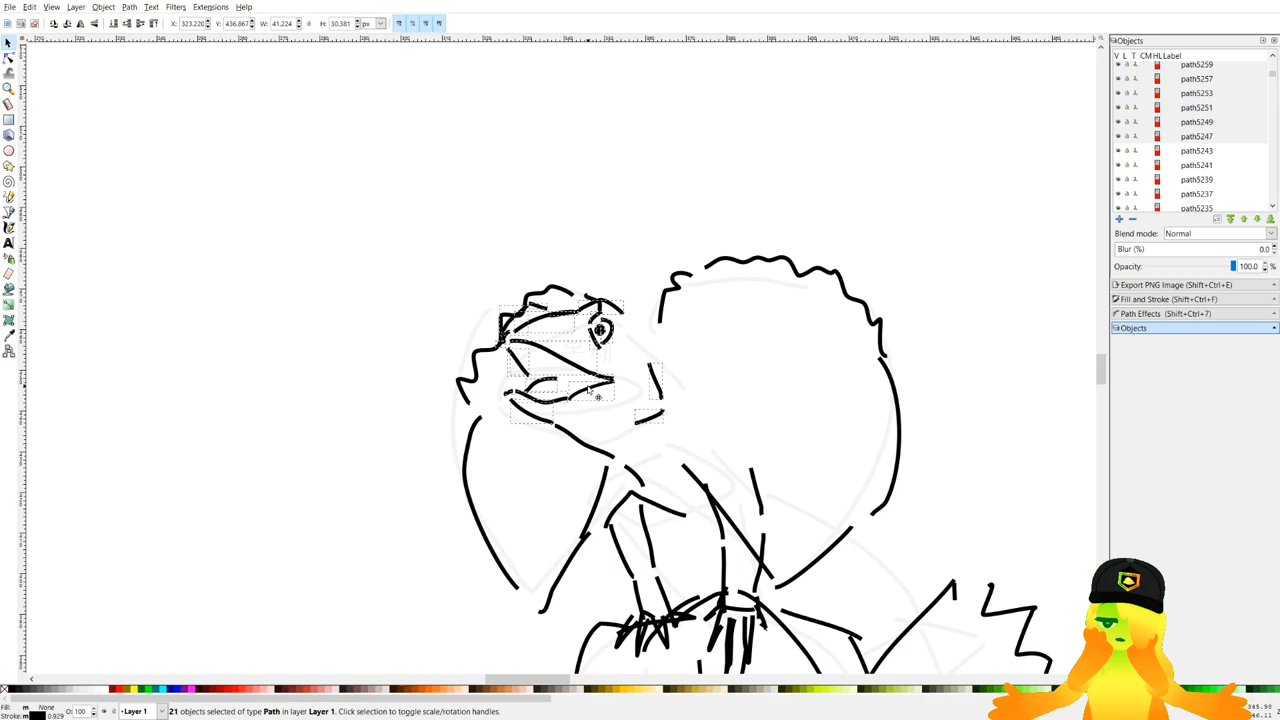 File Edit View Layer Object Path Text Filters Extensions Help
X: 323.220 Y: 436.667 W: 41.224 H: 30.381 px
Objects
V L T CM HL Label
path5259
path5257
path5253
path5251
path5249
path5247
path5243
path5241
path5239
path5237
path5235
Blend mode: Normal
Blur (%) 0.0
Opacity: 100.0 %
Export PNG Image (Shift+Ctrl+E)
Fill and Stroke (Shift+Ctrl+F)
Path Effects (Shift+Ctrl+7)
Objects
Fill: m None
Stroke: m 0.929
O: 100
Layer 1
21 objects selected of type Path in layer Layer 1. Click selection to toggle scale/rotation handles.